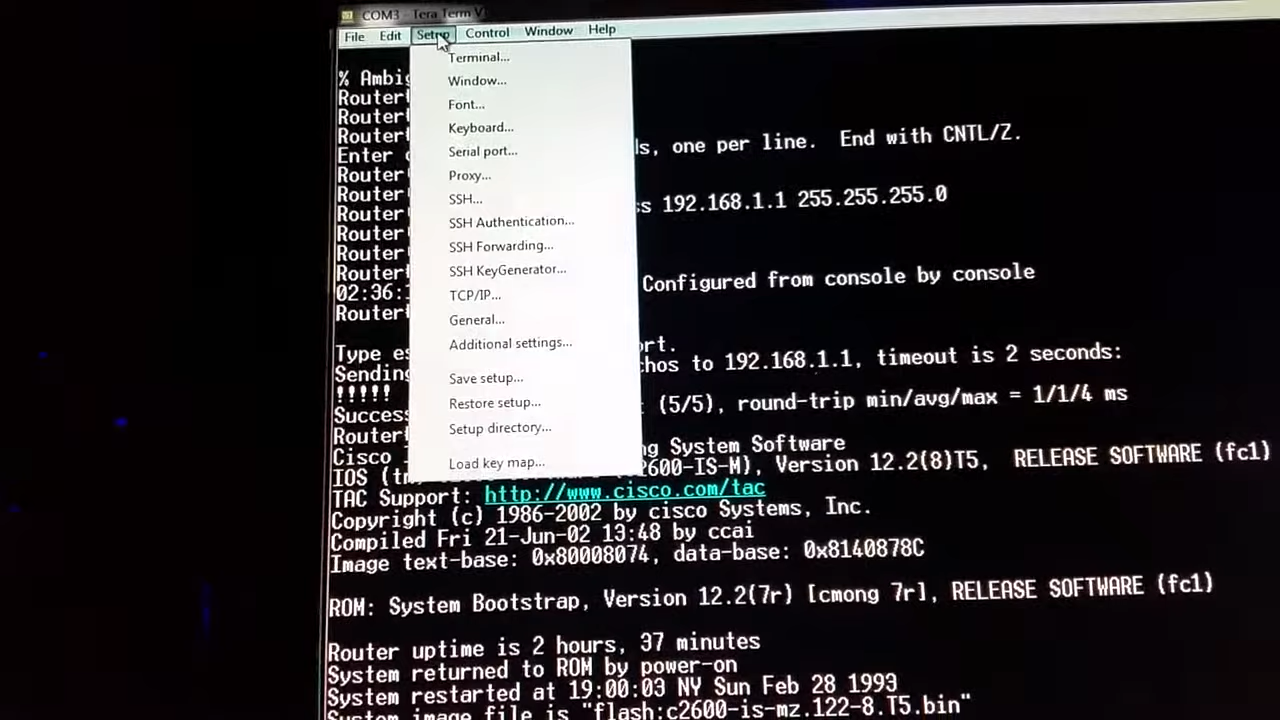 COM3 - Tera Term V
File Edit Setup Control Window Help
Terminal...
Window...
Font...
Keyboard...
Serial port...
Proxy...
SSH...
SSH Authentication...
SSH Forwarding...
SSH KeyGenerator...
TCP/IP...
General...
Additional settings...
Save setup...
Restore setup...
Setup directory...
Load key map...
% Ambig
Router
Router
Router s, one per line. End with CNTL/Z.
Enter
Router
Router s 192.168.1.1 255.255.255.0
Router
Router
Router Configured from console by console
02:36:
Router
Type es ort.
Sending hos to 192.168.1.1, timeout is 2 seconds:
!!!!!
Success (5/5), round-trip min/avg/max = 1/1/4 ms
Router
Cisco ng System Software
IOS (tm 2600-IS-M), Version 12.2(8)T5, RELEASE SOFTWARE (fc1)
TAC Support: http://www.cisco.com/tac
Copyright (c) 1986-2002 by cisco Systems, Inc.
Compiled Fri 21-Jun-02 13:48 by ccai
Image text-base: 0x80008074, data-base: 0x8140878C
ROM: System Bootstrap, Version 12.2(7r) [cmong 7r], RELEASE SOFTWARE (fc1)
Router uptime is 2 hours, 37 minutes
System returned to ROM by power-on
System restarted at 19:00:03 NY Sun Feb 28 1993
System image file is "flash:c2600-is-mz.122-8.T5.bin"